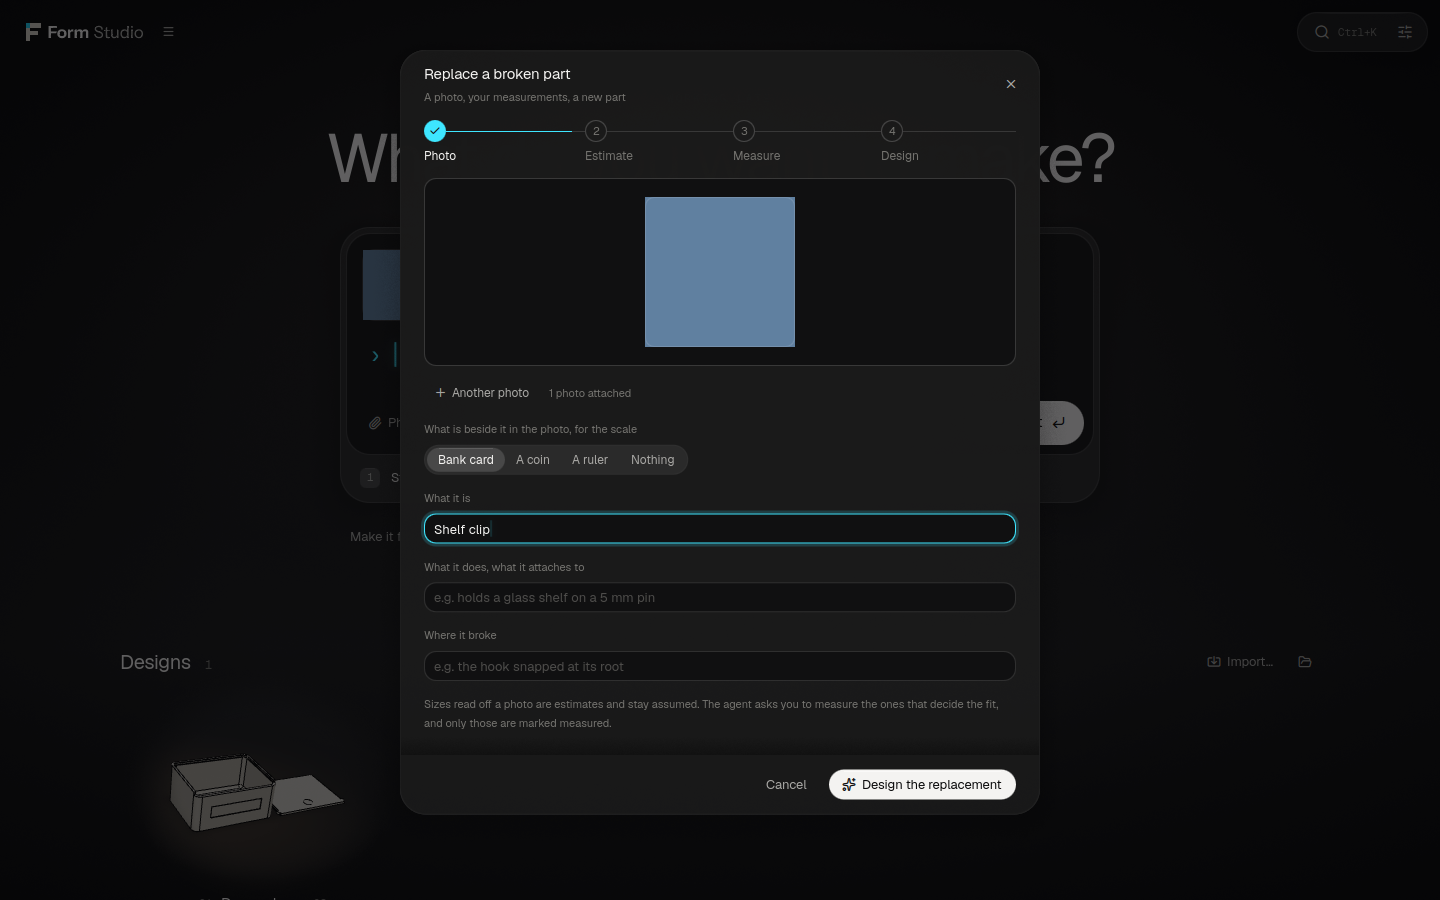 Form Studio
Ctrl+K
Replace a broken part
A photo, your measurements, a new part
2
3
4
Photo
Estimate
Measure
Design
Another photo
1 photo attached
What is beside it in the photo, for the scale
Bank card
A coin
A ruler
Nothing
1
What it is
Shelf clip
Make it f
What it does, what it attaches to
e.g. holds a glass shelf on a 5 mm pin
Where it broke
e.g. the hook snapped at its root
Designs 1
Import...
Sizes read off a photo are estimates and stay assumed. The agent asks you to measure the ones that decide the fit,
and only those are marked measured.
Cancel
Design the replacement